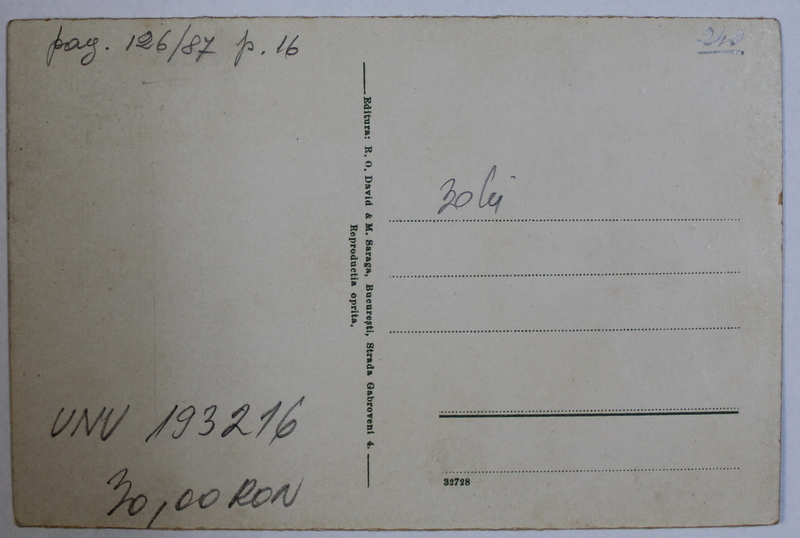 pag. 126/87 p. 16
240
Editura: R. O. David & M. Saraga, Bucureşti, Strada Gabroveni 4.
Reproductia oprita.
30 lei
UNV 193216
30,00 RON
32728